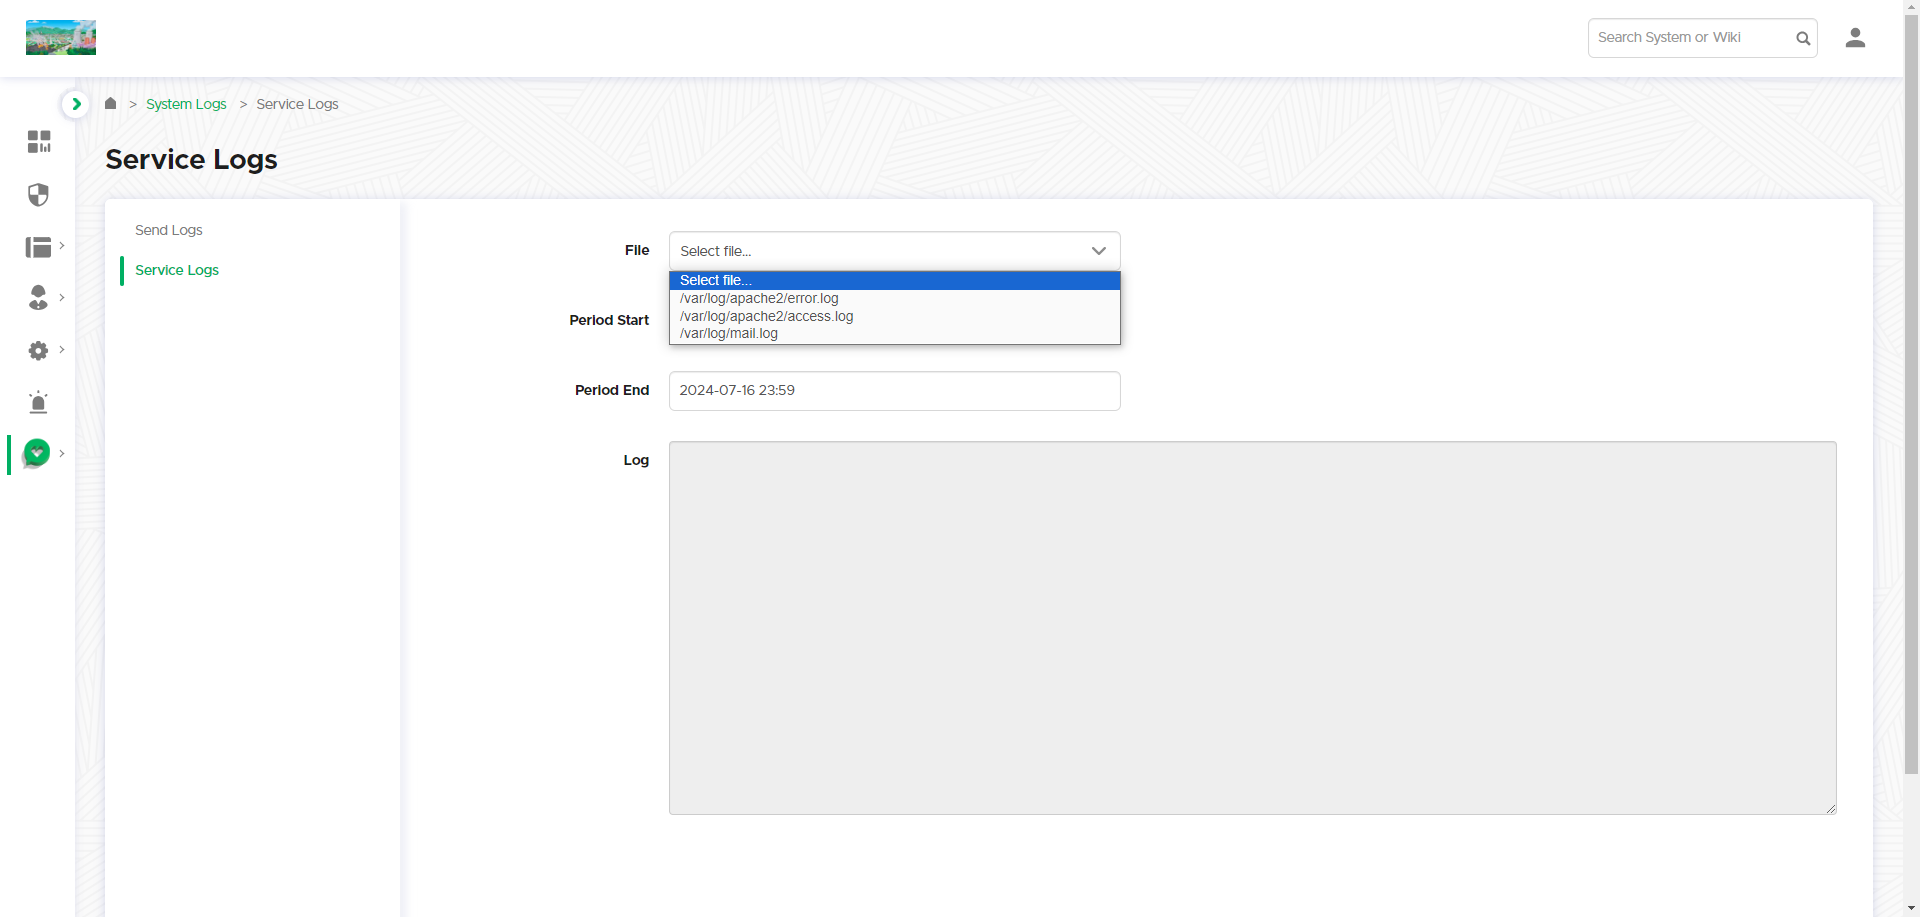 Search System or Wiki
> System Logs > Service Logs
Service Logs
Send Logs
Service Logs
File
Select file...
Select file...
/var/log/apache2/error.log
/var/log/apache2/access.log
/var/log/mail.log
Period Start
Period End
2024-07-16 23:59
Log